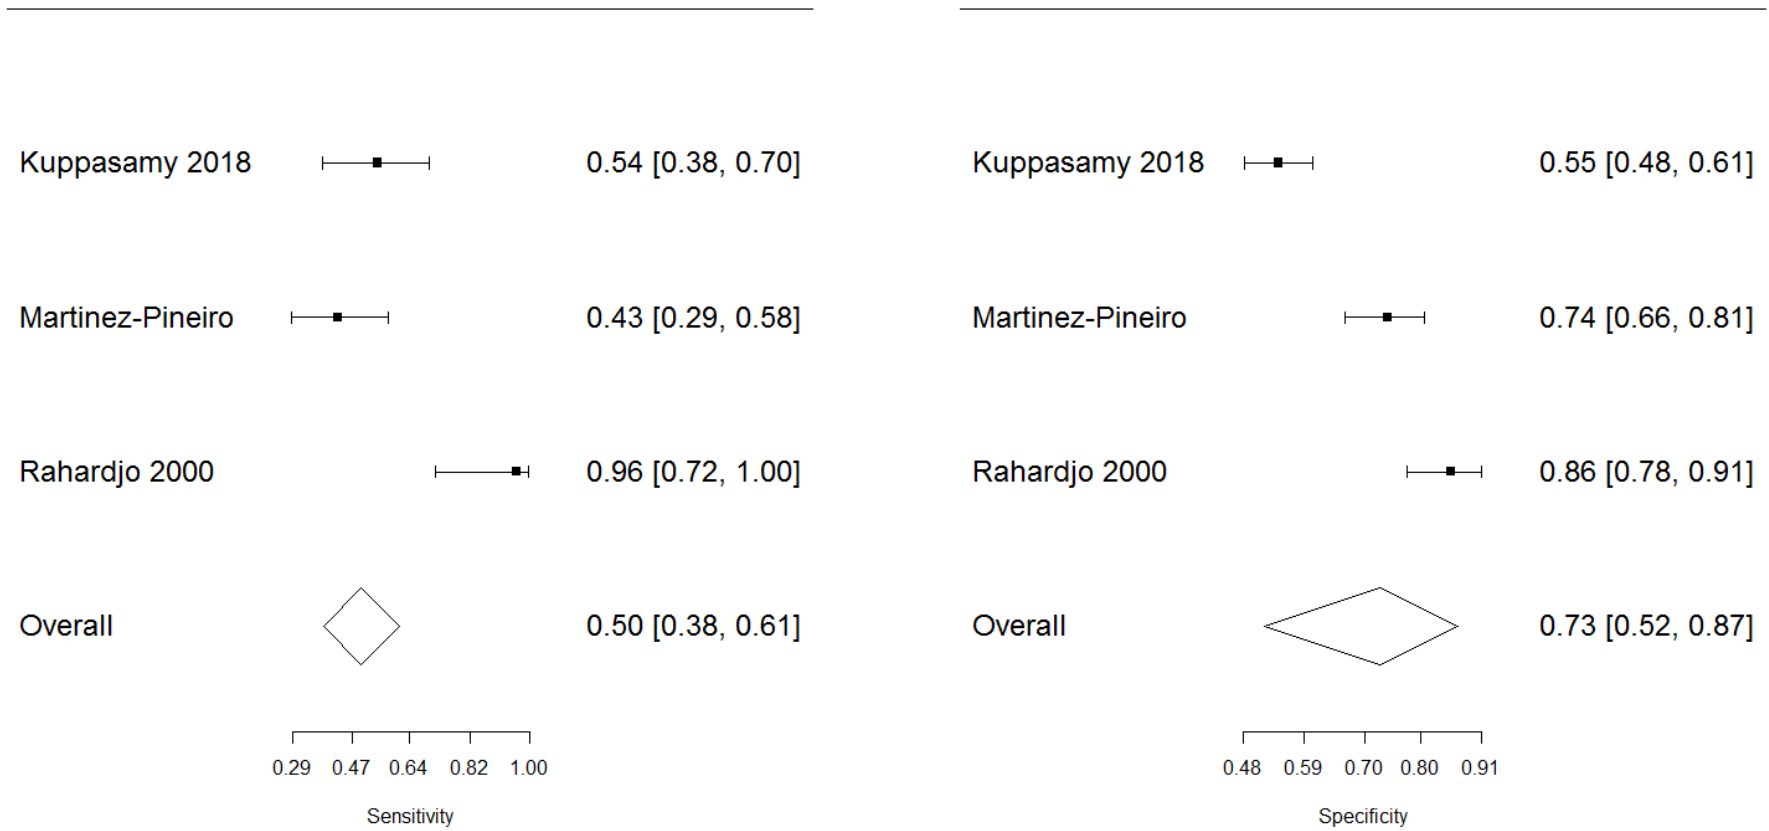 Kuppasamy 2018 0.54 [0.38, 0.70]
Martinez-Pineiro 0.43 [0.29, 0.58]
Rahardjo 2000 0.96 [0.72, 1.00]
Overall 0.50 [0.38, 0.61]
0.29 0.47 0.64 0.82 1.00
Sensitivity
Kuppasamy 2018 0.55 [0.48, 0.61]
Martinez-Pineiro 0.74 [0.66, 0.81]
Rahardjo 2000 0.86 [0.78, 0.91]
Overall 0.73 [0.52, 0.87]
0.48 0.59 0.70 0.80 0.91
Specificity